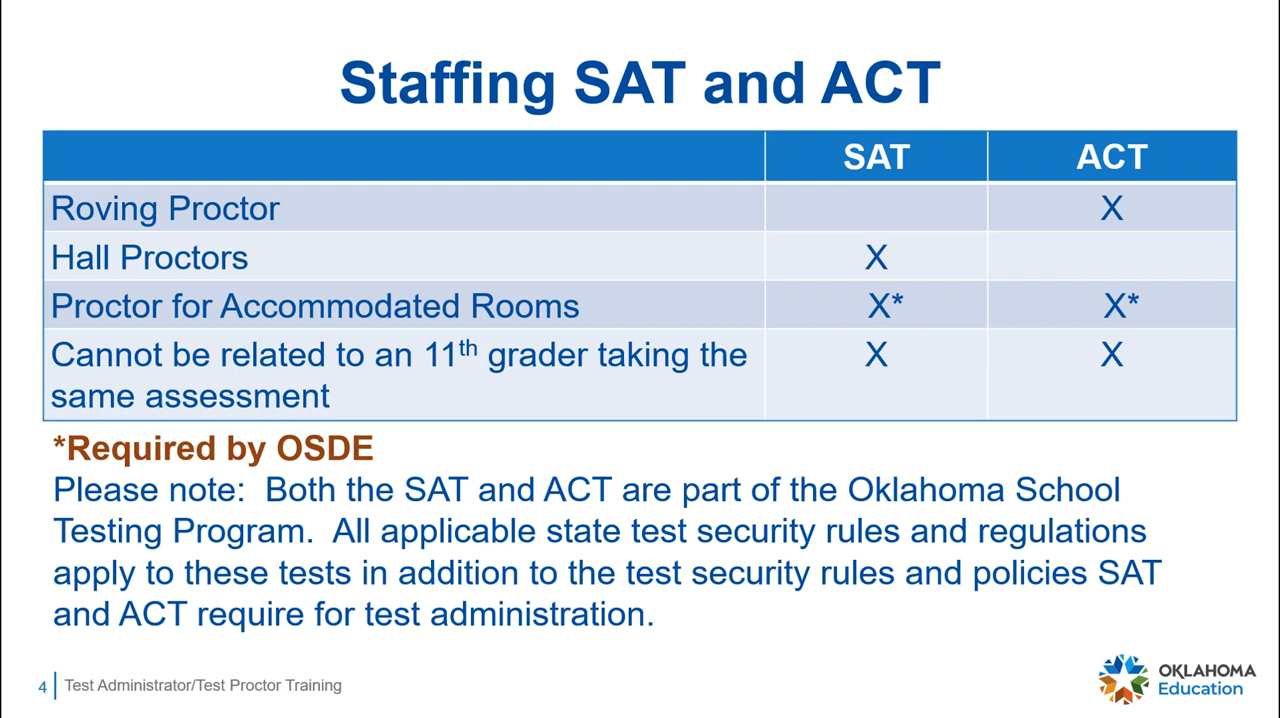 Staffing SAT and ACT
SAT ACT
Roving Proctor X
Hall Proctors X
Proctor for Accommodated Rooms X* X*
Cannot be related to an 11th grader taking the X X
same assessment
*Required by OSDE
Please note:  Both the SAT and ACT are part of the Oklahoma School
Testing Program.  All applicable state test security rules and regulations
apply to these tests in addition to the test security rules and policies SAT
and ACT require for test administration.
4 Test Administrator/Test Proctor Training
OKLAHOMA
Education